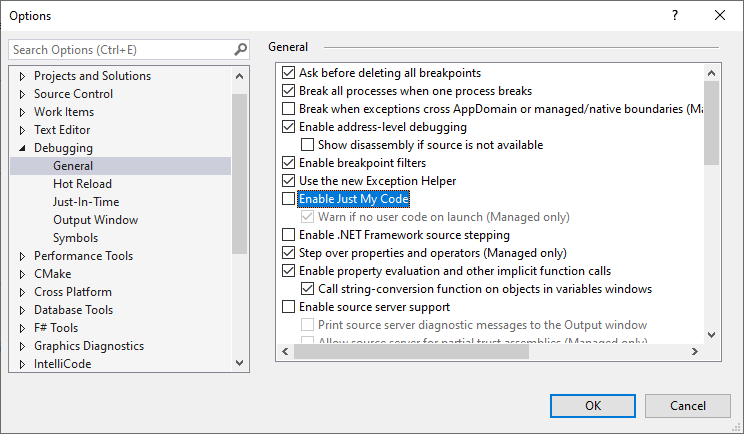 Options
Search Options (Ctrl+E)
Projects and Solutions
Source Control
Work Items
Text Editor
Debugging
General
Hot Reload
Just-In-Time
Output Window
Symbols
Performance Tools
CMake
Cross Platform
Database Tools
F# Tools
Graphics Diagnostics
IntelliCode
General
Ask before deleting all breakpoints
Break all processes when one process breaks
Break when exceptions cross AppDomain or managed/native boundaries (Ma
Enable address-level debugging
Show disassembly if source is not available
Enable breakpoint filters
Use the new Exception Helper
Enable Just My Code
Warn if no user code on launch (Managed only)
Enable .NET Framework source stepping
Step over properties and operators (Managed only)
Enable property evaluation and other implicit function calls
Call string-conversion function on objects in variables windows
Enable source server support
Print source server diagnostic messages to the Output window
Allow source server for partial trust assemblies (Managed only)
OK
Cancel